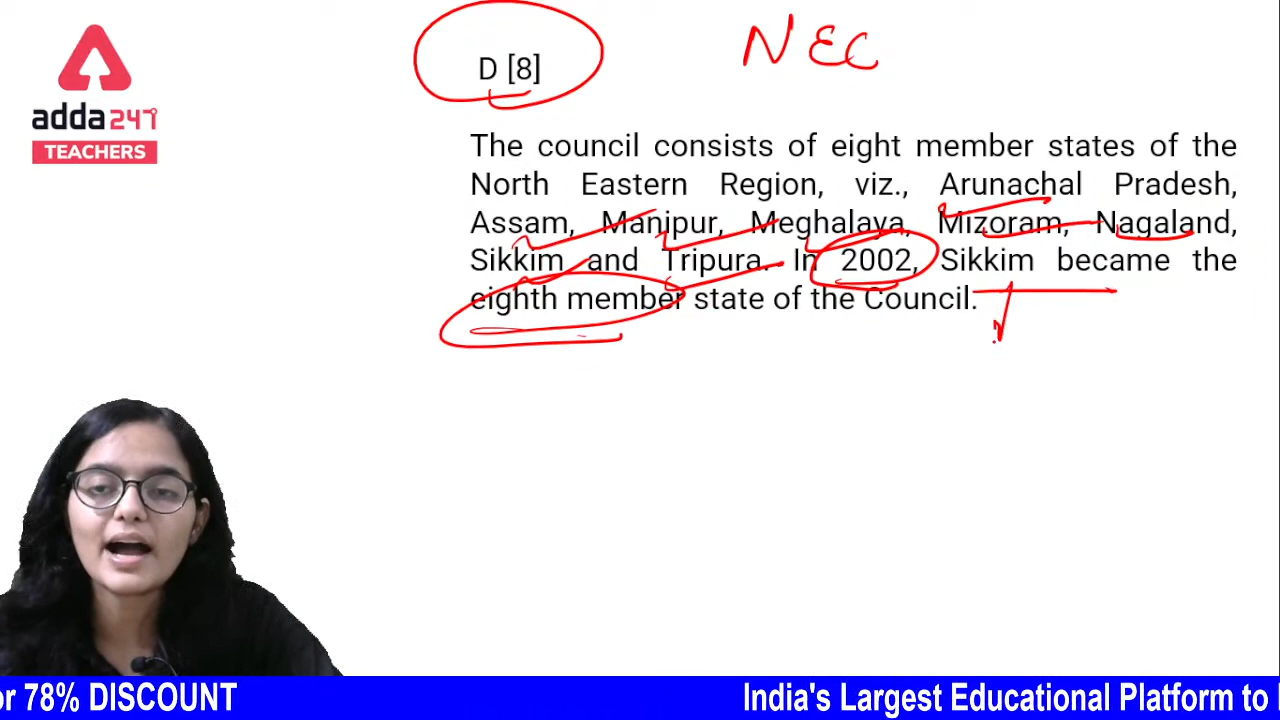 D [8]
NEC
adda247
TEACHERS
The council consists of eight member states of the
North Eastern Region, viz., Arunachal Pradesh,
Assam, Manipur, Meghalaya, Mizoram, Nagaland,
Sikkim and Tripura. In 2002, Sikkim became the
eighth member state of the Council.
or 78% DISCOUNT
India's Largest Educational Platform to